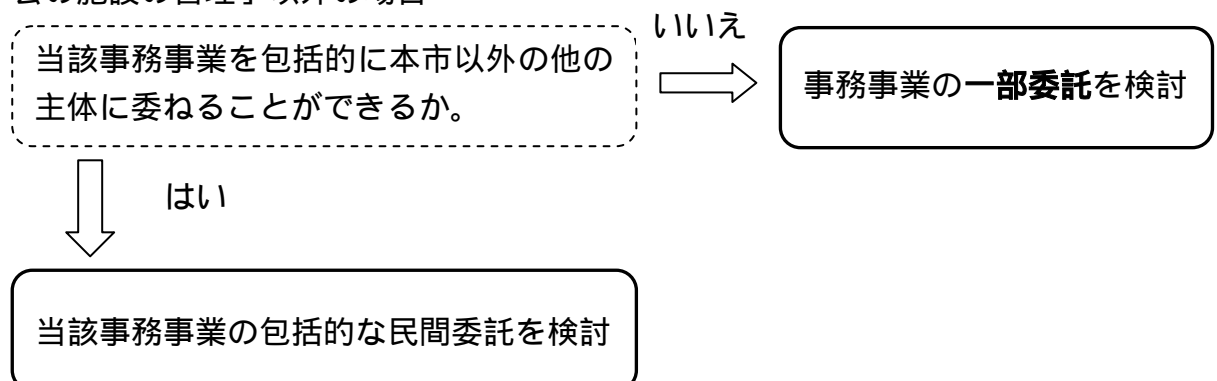 いいえ
当該事務事業を包括的に本市以外の他の
主体に委ねることができるか。
事務事業の一部委託を検討
はい
当該事務事業の包括的な民間委託を検討